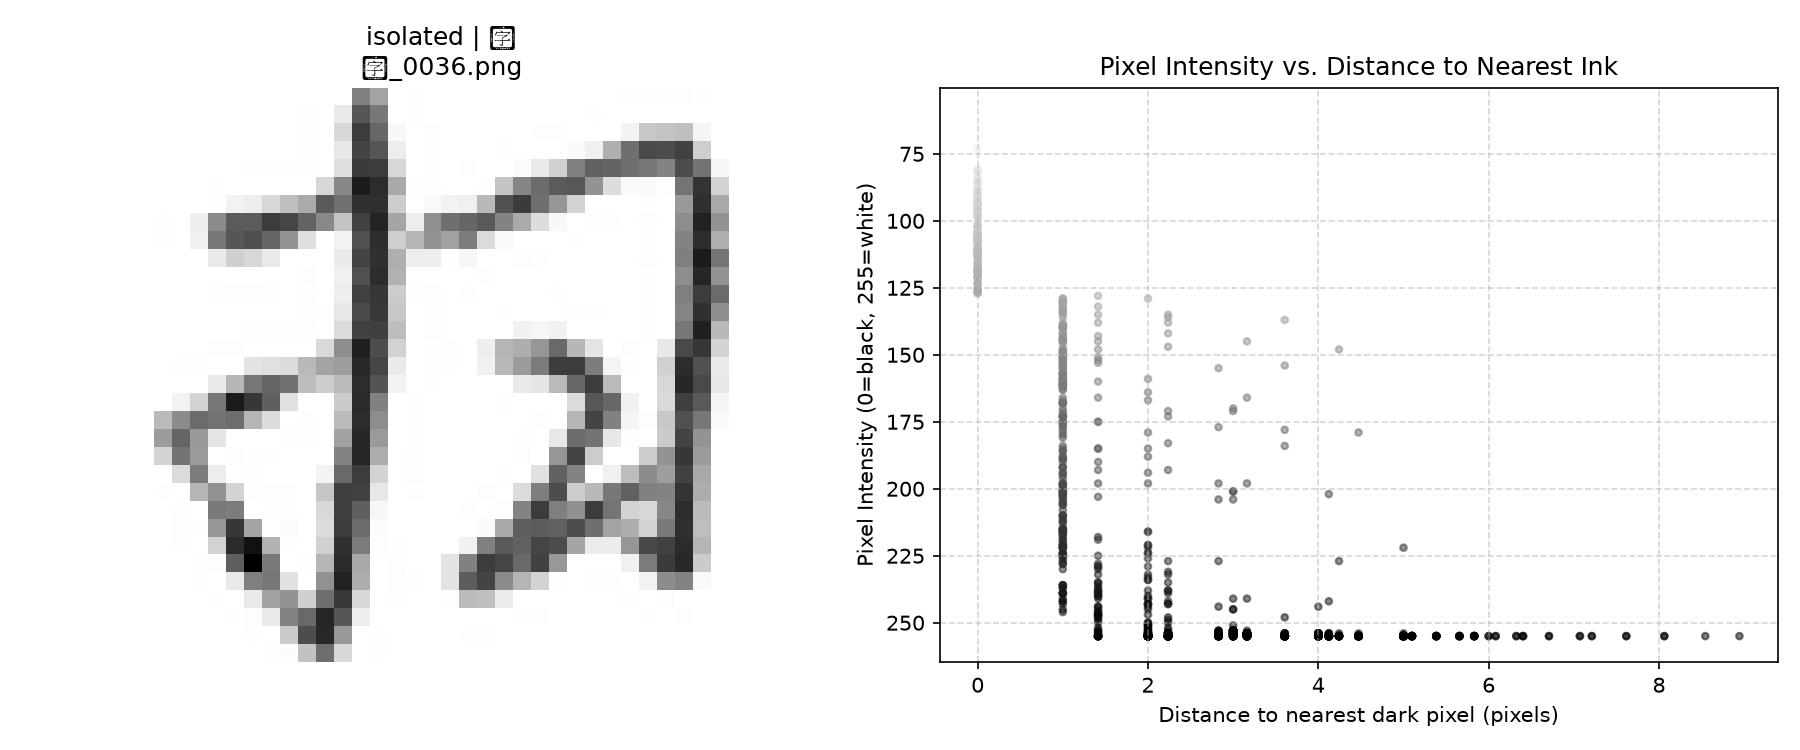 isolated |
_0036.png
Pixel Intensity vs. Distance to Nearest Ink
Pixel Intensity (0=black, 255=white)
75
100
125
150
175
200
225
250
0 2 4 6 8
Distance to nearest dark pixel (pixels)